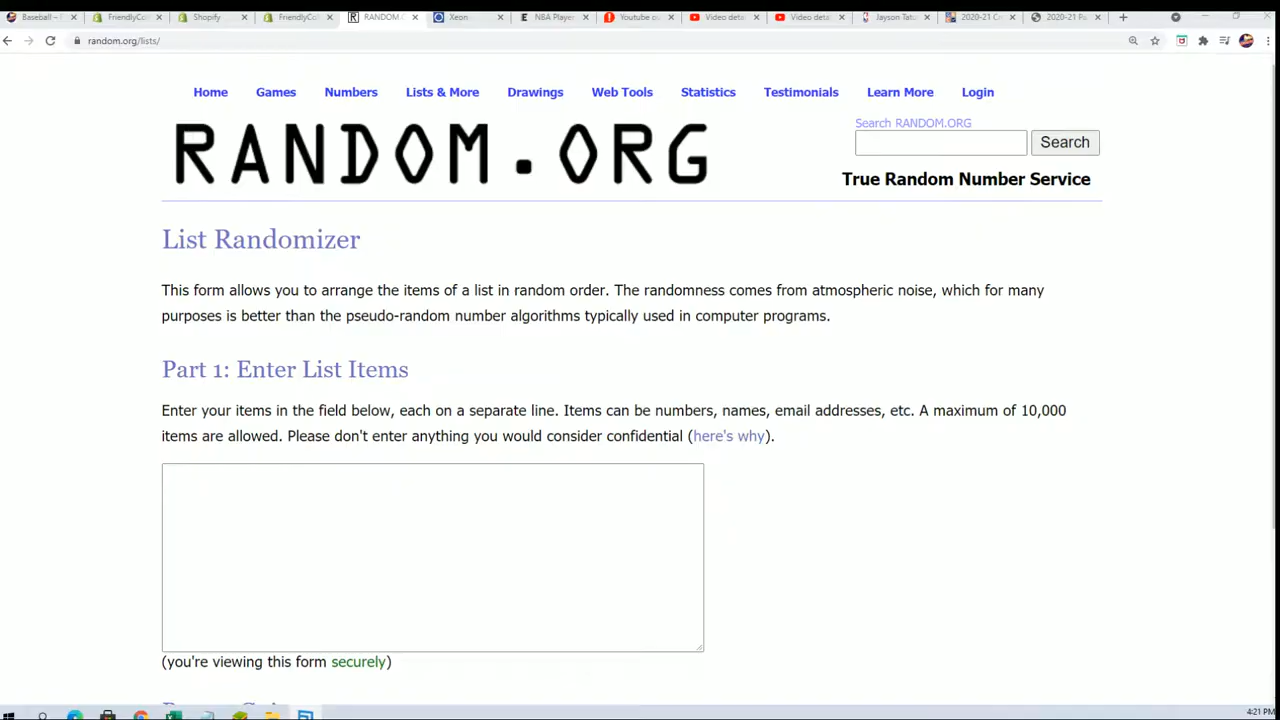 Baseball –
FriendlyCo
Shopify
FriendlyCo
RANDOM.C
Xeon
NBA Player
Youtube o
Video deta
Video detai
Jayson Tatu
2020-21 C
2020-21 P
random.org/lists/
Home Games Numbers Lists & More Drawings Web Tools Statistics Testimonials Learn More Login
RANDOM.ORG
Search RANDOM.ORG
Search
True Random Number Service
List Randomizer
This form allows you to arrange the items of a list in random order. The randomness comes from atmospheric noise, which for many
purposes is better than the pseudo-random number algorithms typically used in computer programs.
Part 1: Enter List Items
Enter your items in the field below, each on a separate line. Items can be numbers, names, email addresses, etc. A maximum of 10,000
items are allowed. Please don't enter anything you would consider confidential (here's why).
(you're viewing this form securely)
4:21 PM